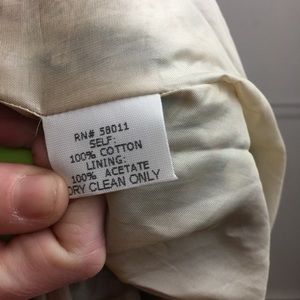 RN# 58011
SELF:
100% COTTON
LINING:
100% ACETATE
DRY CLEAN ONLY